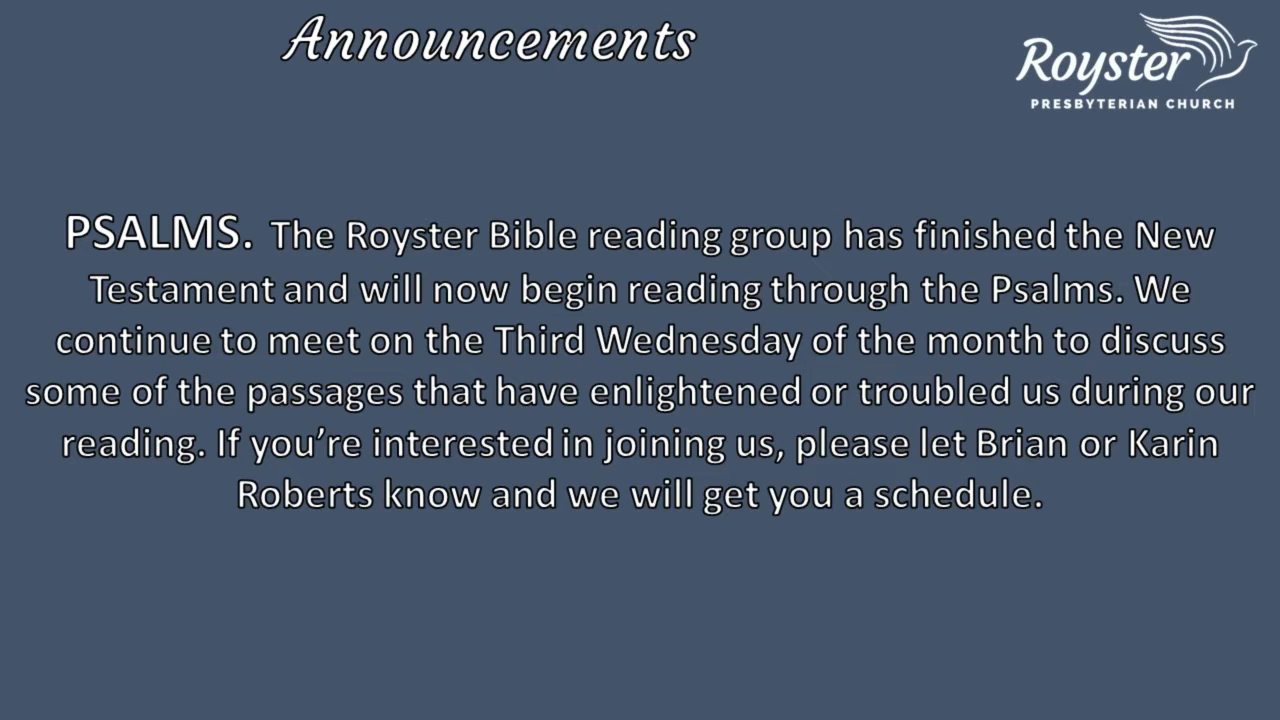 Announcements
Royster
PRESBYTERIAN CHURCH
PSALMS. The Royster Bible reading group has finished the New
Testament and will now begin reading through the Psalms. We
continue to meet on the Third Wednesday of the month to discuss
some of the passages that have enlightened or troubled us during our
reading. If you’re interested in joining us, please let Brian or Karin
Roberts know and we will get you a schedule.